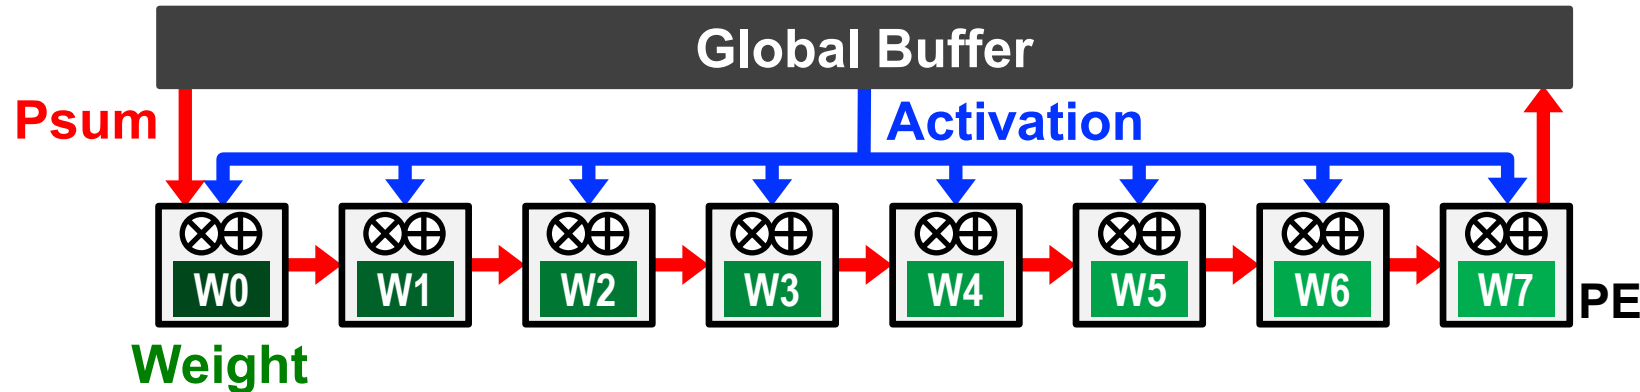 Global Buffer
Psum
Activation
W0 W1 W2 W3 W4 W5 W6 W7
PE
Weight